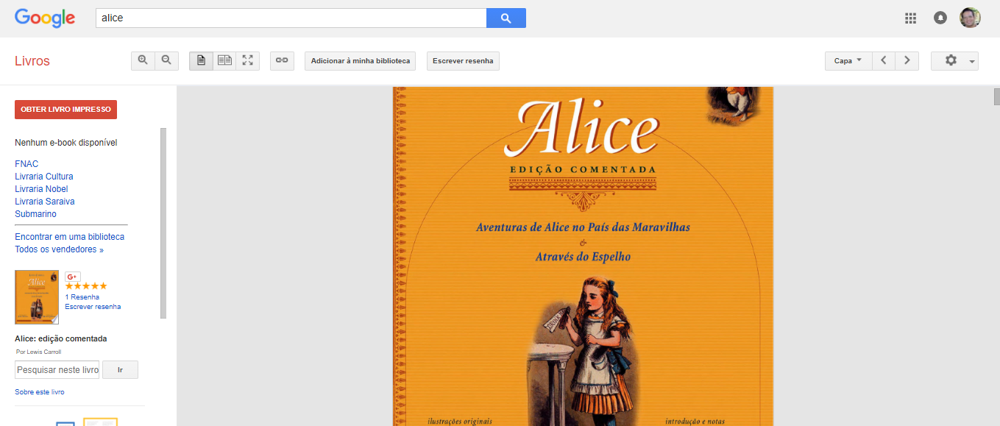 Google
alice
Livros
Adicionar à minha biblioteca
Escrever resenha
Capa
OBTER LIVRO IMPRESSO
Nenhum e-book disponível
FNAC
Livraria Cultura
Livraria Nobel
Livraria Saraiva
Submarino
Encontrar em uma biblioteca
Todos os vendedores »
G+
1 Resenha
Escrever resenha
Alice: edição comentada
Por Lewis Carroll
Pesquisar neste livro
Ir
Sobre este livro
Alice
EDIÇÃO COMENTADA
Aventuras de Alice no País das Maravilhas
&
Através do Espelho
ilustrações originais
introdução e notas